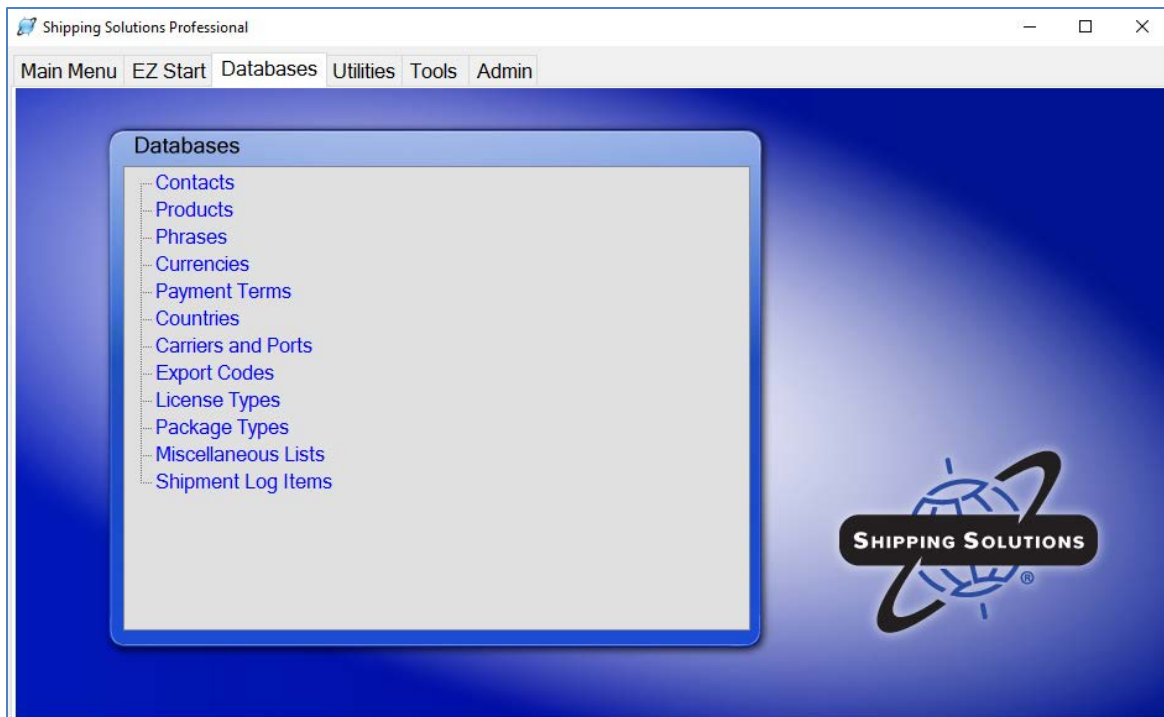 Shipping Solutions Professional
Main Menu EZ Start Databases Utilities Tools Admin
Databases
Contacts
Products
Phrases
Currencies
Payment Terms
Countries
Carriers and Ports
Export Codes
License Types
Package Types
Miscellaneous Lists
Shipment Log Items
SHIPPING SOLUTIONS
®